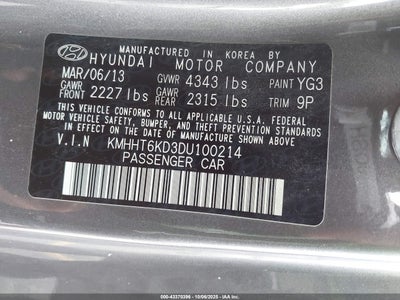 MANUFACTURED IN KOREA BY
HYUNDAI MOTOR COMPANY
MAR/06/13 GVWR 4343 lbs PAINT YG3
GAWR FRONT 2227 lbs GAWR REAR 2315 lbs TRIM 9P
THIS VEHICLE CONFORMS TO ALL APPLICABLE U.S.A. FEDERAL
MOTOR VEHICLE SAFETY, BUMPER, AND THEFT
PREVENTION STANDARDS IN EFFECT ON THE DATE OF
MANUFACTURE SHOWN ABOVE.
V.I.N KMHHT6KD3DU100214
PASSENGER CAR
000-43370396 - 10/06/2025 - IAAI US